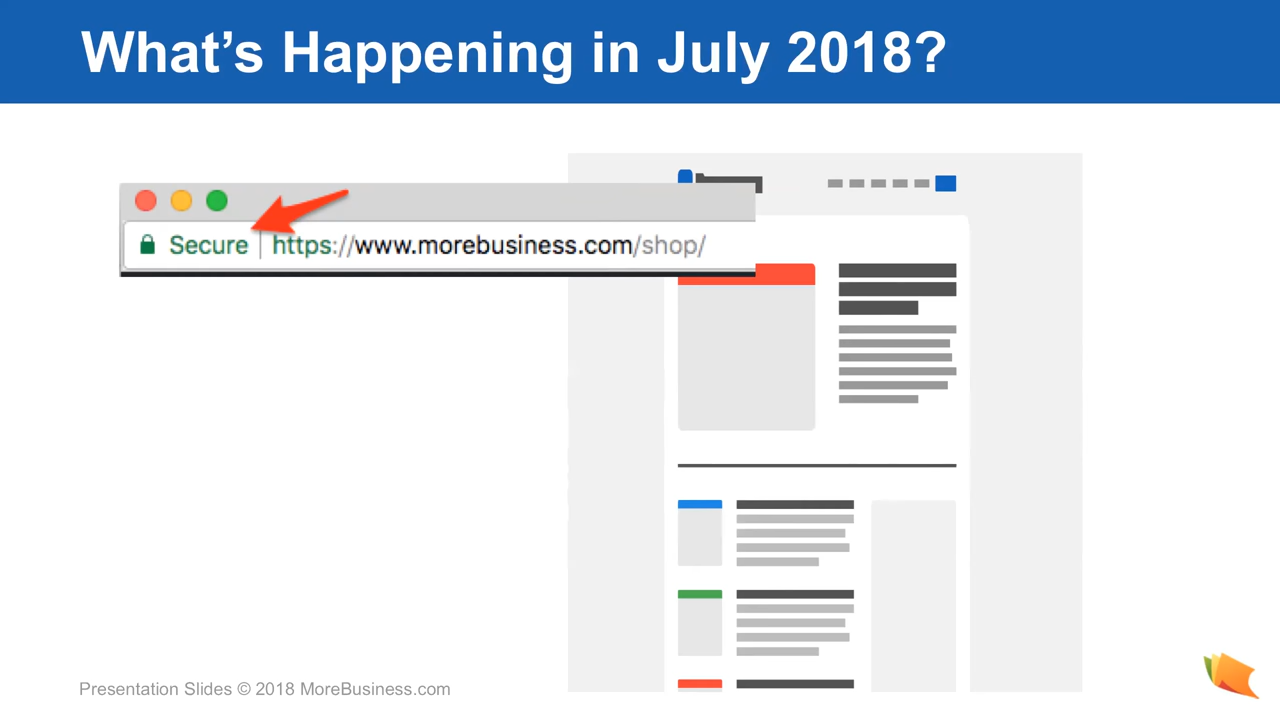 What's Happening in July 2018?
Secure https://www.morebusiness.com/shop/
Presentation Slides © 2018 MoreBusiness.com